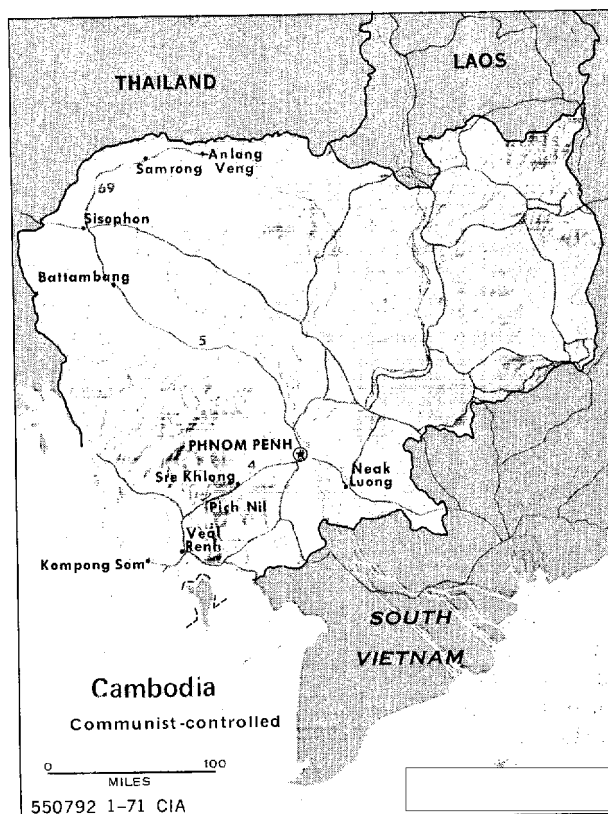 THAILAND
LAOS
Anlang
Veng
Samrong
69
Sisophon
Battambang
5
PHNOM PENH
4
Sre Khlong
Neak
Luong
Pich Nil
Veal
Renh
Kompong Som
SOUTH
VIETNAM
Cambodia
Communist-controlled
0
100
MILES
550792 1-71 CIA